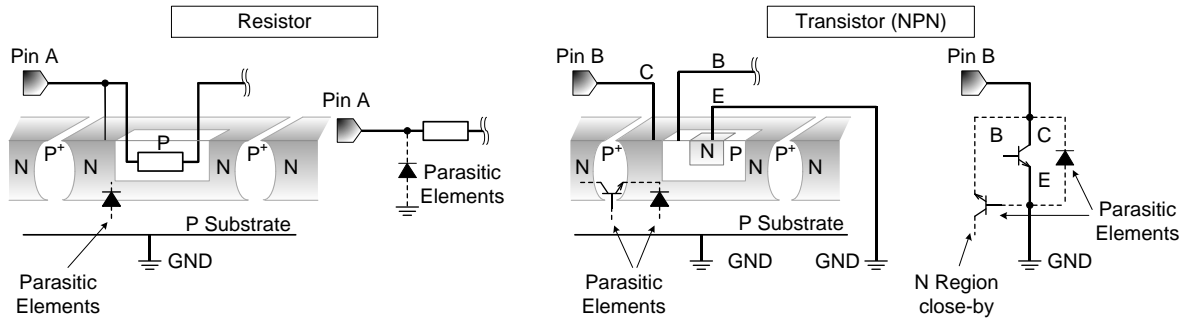 Resistor
Transistor (NPN)
Pin A
Pin B
C
B
E
Pin B
Pin A
N
P+
N
P
N
P+
N
Parasitic
Elements
N
P+
N
N
P
N
P+
N
B
C
E
P Substrate
GND
Parasitic
Elements
P Substrate
GND
GND
Parasitic
Elements
Parasitic
Elements
GND
N Region
close-by